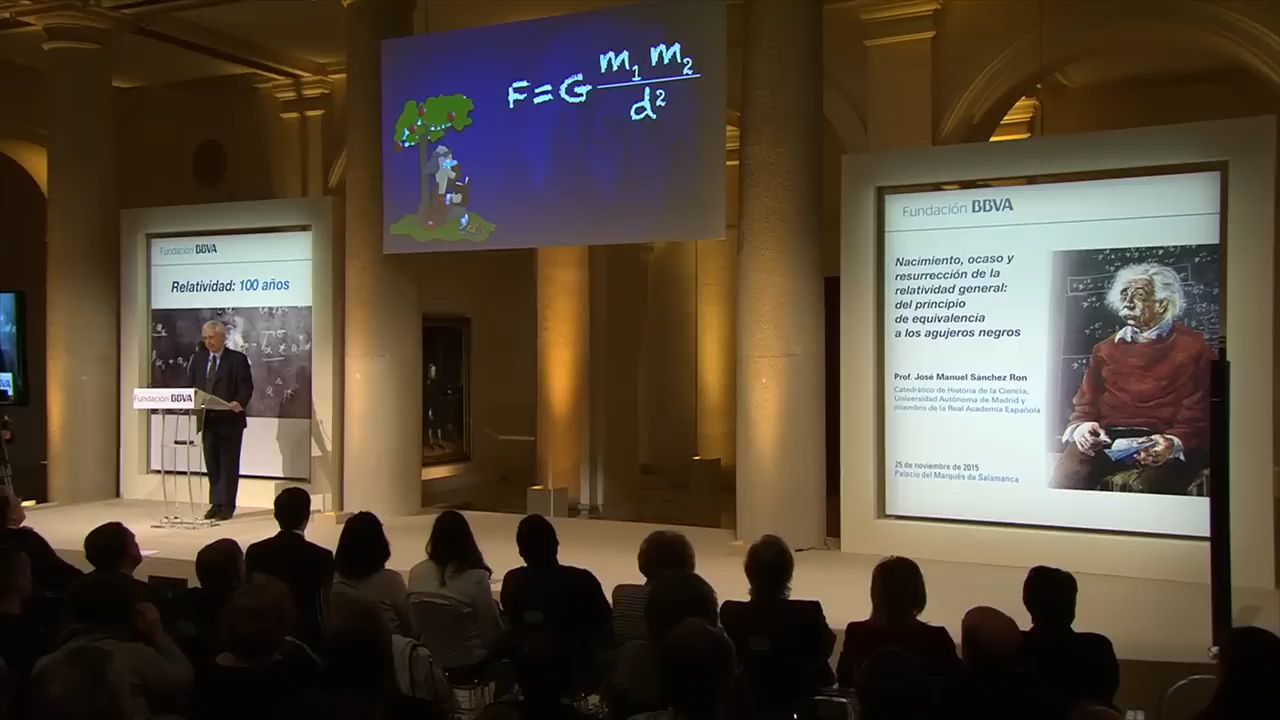 F = G m₁ m₂ / d²
Fundación BBVA
Relatividad: 100 años
Fundación BBVA
Fundación BBVA
Nacimiento, ocaso y
resurrección de la
relatividad general:
del principio
de equivalencia
a los agujeros negros
Prof. José Manuel Sánchez Ron
Catedrático de Historia de la Ciencia,
Universidad Autónoma de Madrid y
miembro de la Real Academia Española
25 de noviembre de 2015
Palacio del Marqués de Salamanca